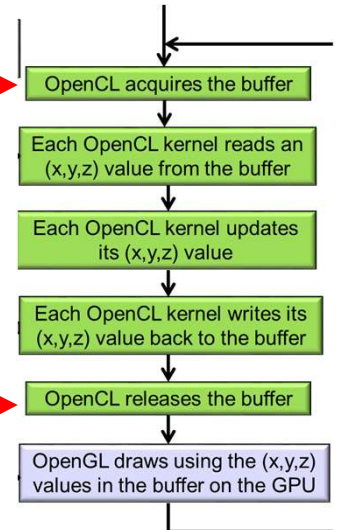 OpenCL acquires the buffer
Each OpenCL kernel reads an
(x,y,z) value from the buffer
Each OpenCL kernel updates
its (x,y,z) value
Each OpenCL kernel writes its
(x,y,z) value back to the buffer
OpenCL releases the buffer
OpenGL draws using the (x,y,z)
values in the buffer on the GPU